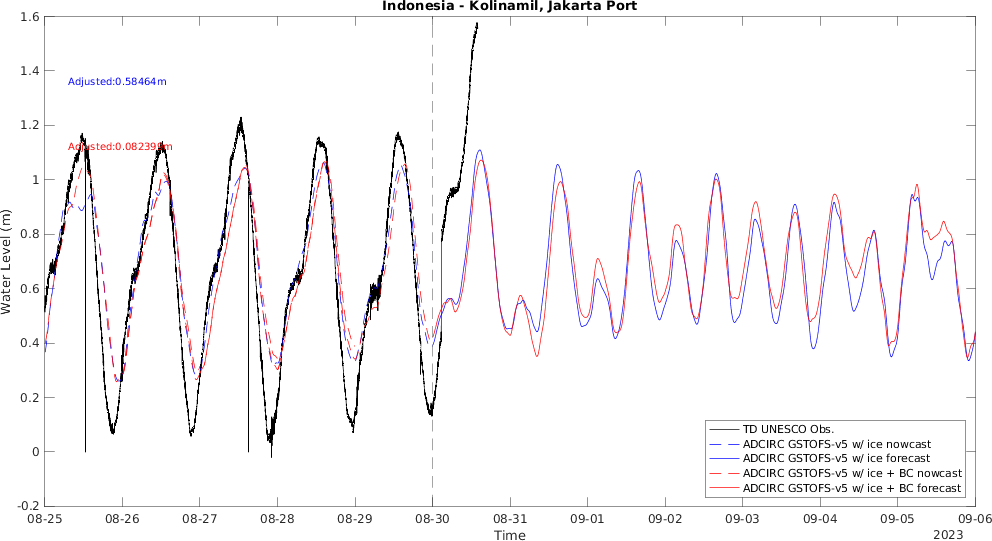 Indonesia - Kolinamil, Jakarta Port
1.6
1.4
1.2
1
0.8
0.6
0.4
0.2
0
-0.2
Water Level (m)
Adjusted:0.58464m
Adjusted:0.082399m
TD UNESCO Obs.
ADCIRC GSTOFS-v5 w/ ice nowcast
ADCIRC GSTOFS-v5 w/ ice forecast
ADCIRC GSTOFS-v5 w/ ice + BC nowcast
ADCIRC GSTOFS-v5 w/ ice + BC forecast
08-25 08-26 08-27 08-28 08-29 08-30 08-31 09-01 09-02 09-03 09-04 09-05 09-06
Time
2023